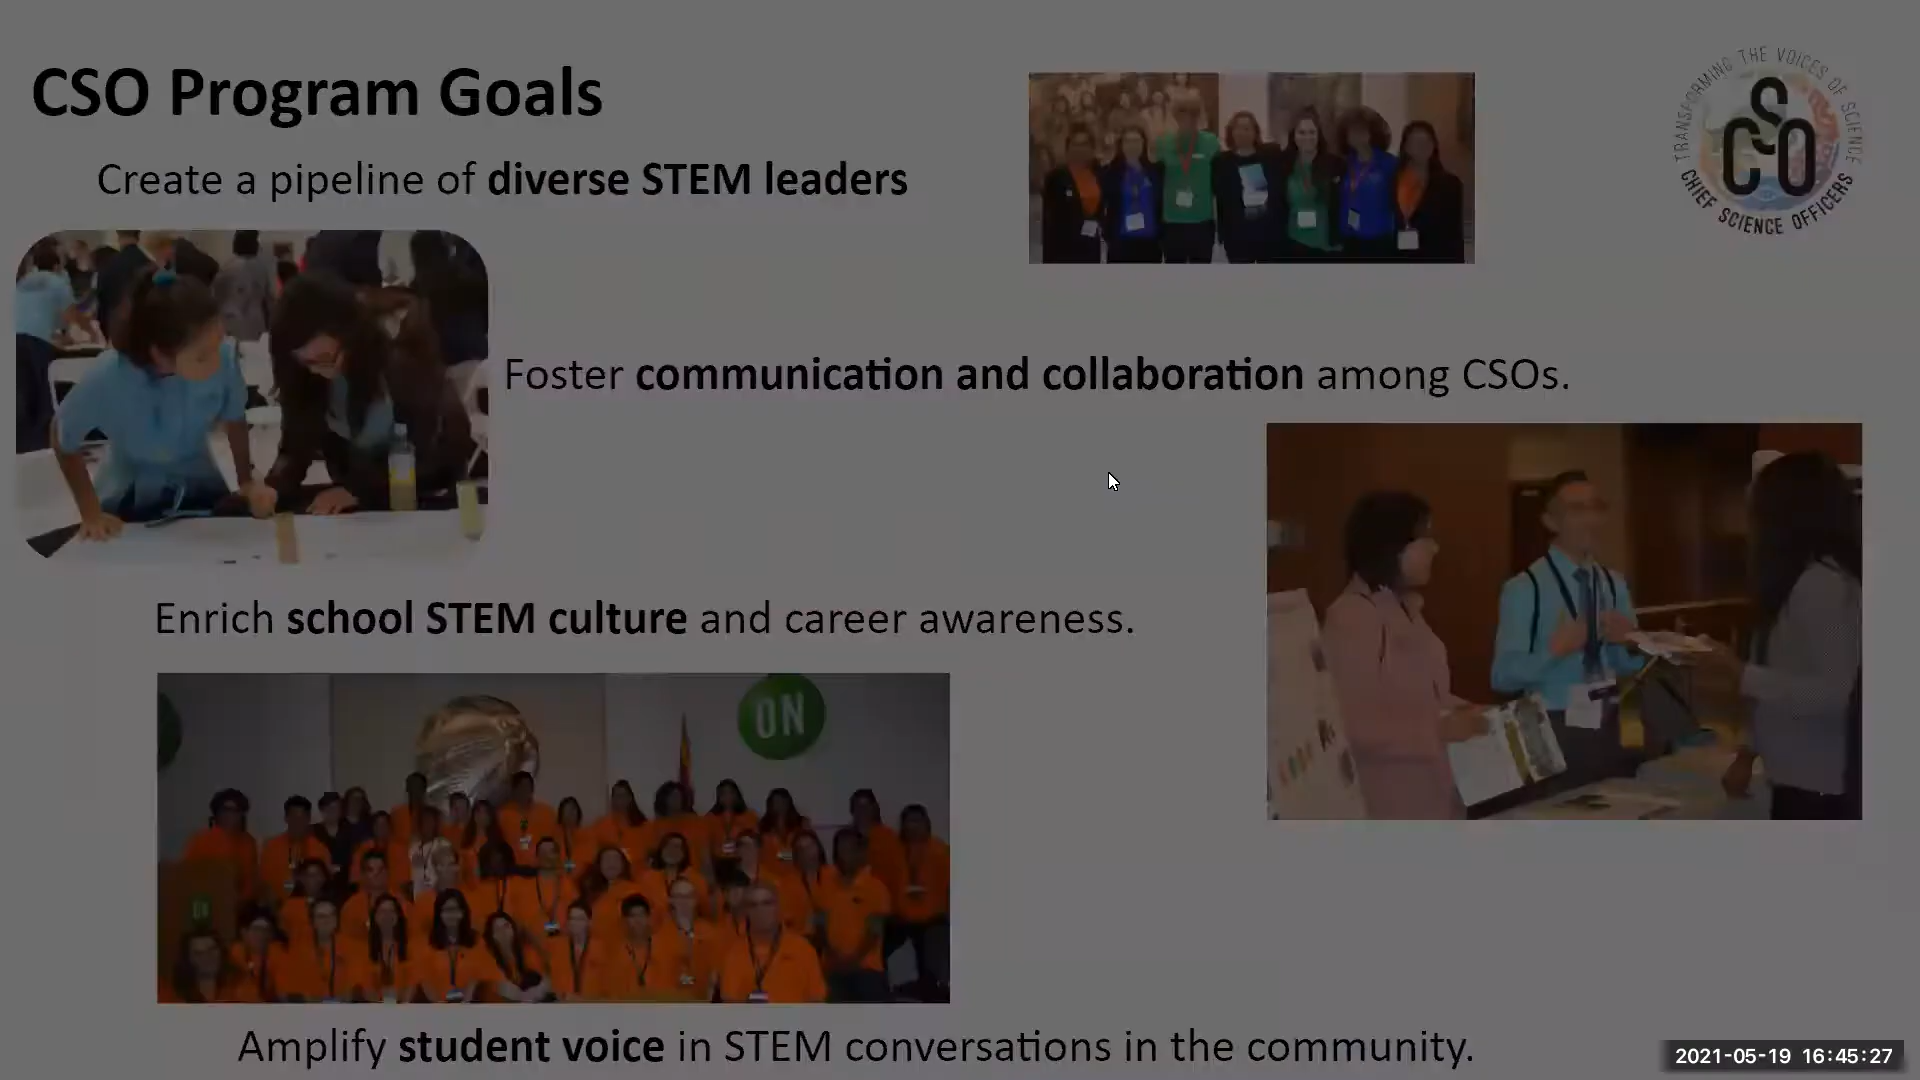 CSO Program Goals
TRANSFORMING THE VOICES OF SCIENCE
CSO
CHIEF SCIENCE OFFICERS
Create a pipeline of diverse STEM leaders
Foster communication and collaboration among CSOs.
Enrich school STEM culture and career awareness.
ON
Amplify student voice in STEM conversations in the community.
2021-05-19 16:45:27